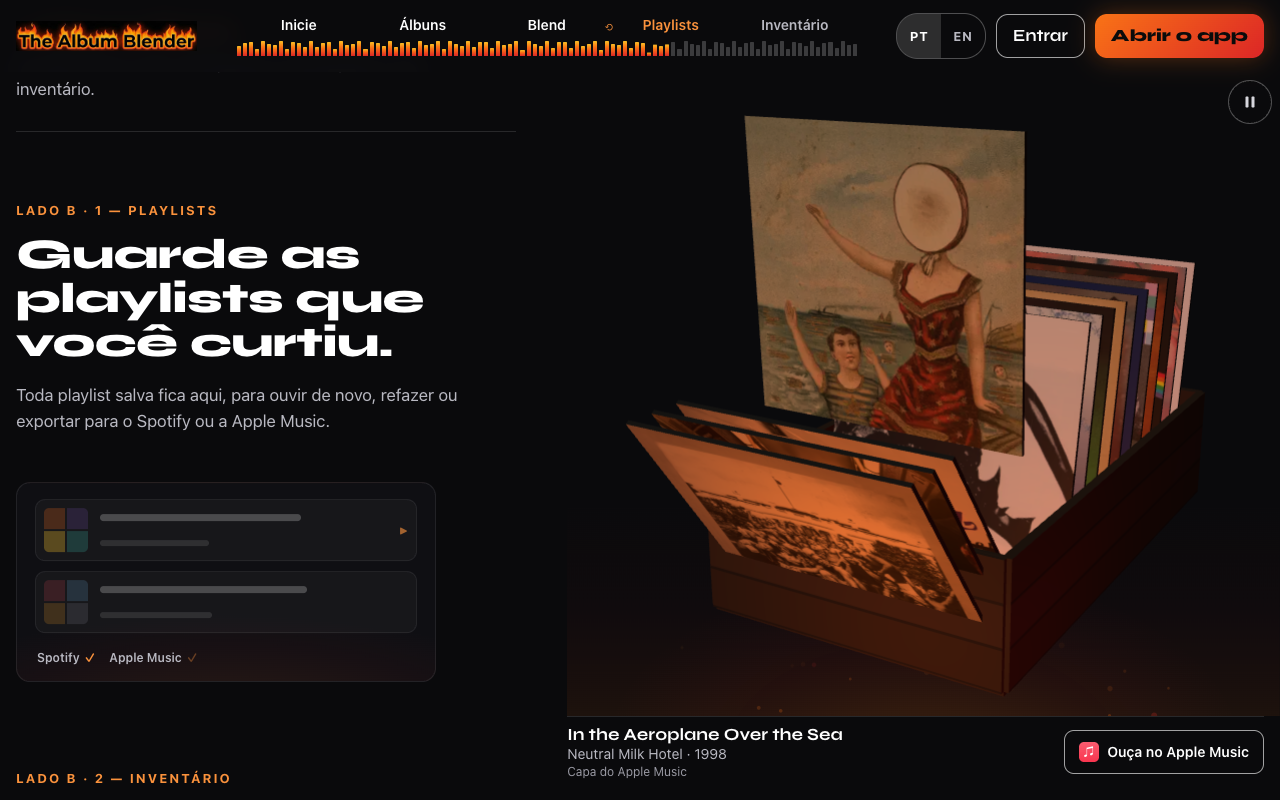 The Album Blender
Inicie
Álbuns
Blend
Playlists
Inventário
PT
EN
Entrar
Abrir o app
inventário.
LADO B · 1 — PLAYLISTS
Guarde as
playlists que
você curtiu.
Toda playlist salva fica aqui, para ouvir de novo, refazer ou
exportar para o Spotify ou a Apple Music.
Spotify ✓
Apple Music ✓
LADO B · 2 — INVENTÁRIO
In the Aeroplane Over the Sea
Neutral Milk Hotel · 1998
Capa do Apple Music
Ouça no Apple Music